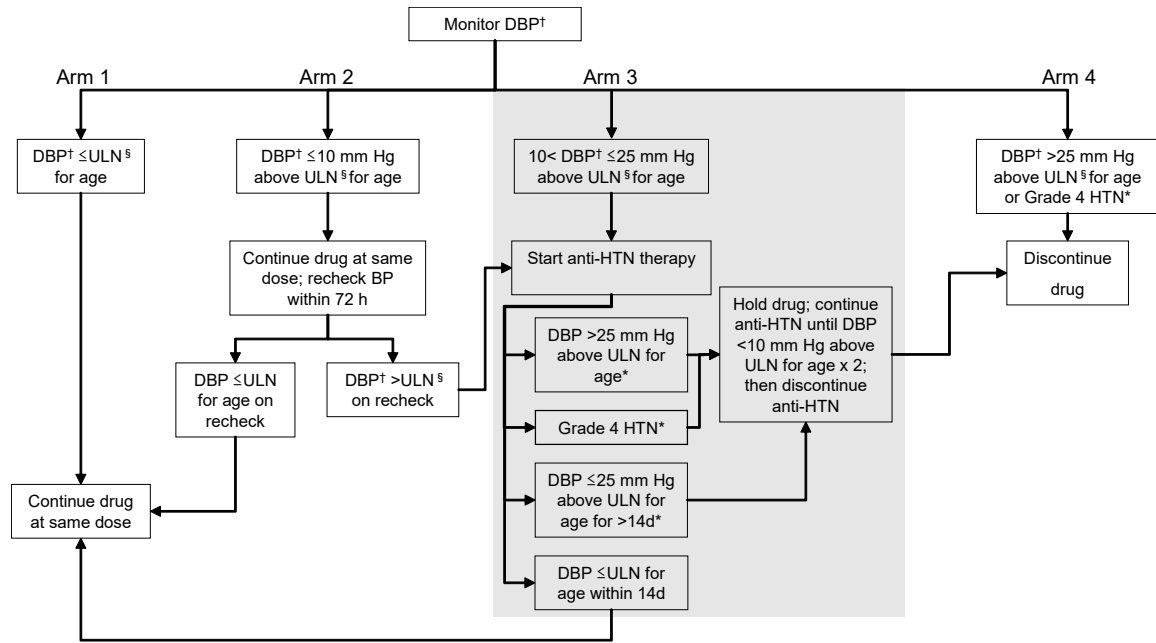 Monitor DBP†
Arm 1
Arm 2
Arm 3
Arm 4
DBP† ≤ULN§
for age
DBP† ≤10 mm Hg
above ULN§ for age
10< DBP† ≤25 mm Hg
above ULN§ for age
DBP† >25 mm Hg
above ULN§ for age
or Grade 4 HTN*
Continue drug at same
dose; recheck BP
within 72 h
Start anti-HTN therapy
Discontinue
drug
Hold drug; continue
anti-HTN until DBP
<10 mm Hg above
ULN for age x 2;
then discontinue
anti-HTN
DBP >25 mm Hg
above ULN for
age*
DBP ≤ULN
for age on
recheck
DBP† >ULN§
on recheck
Grade 4 HTN*
DBP ≤25 mm Hg
above ULN for
age for >14d*
Continue drug
at same dose
DBP ≤ULN for
age within 14d